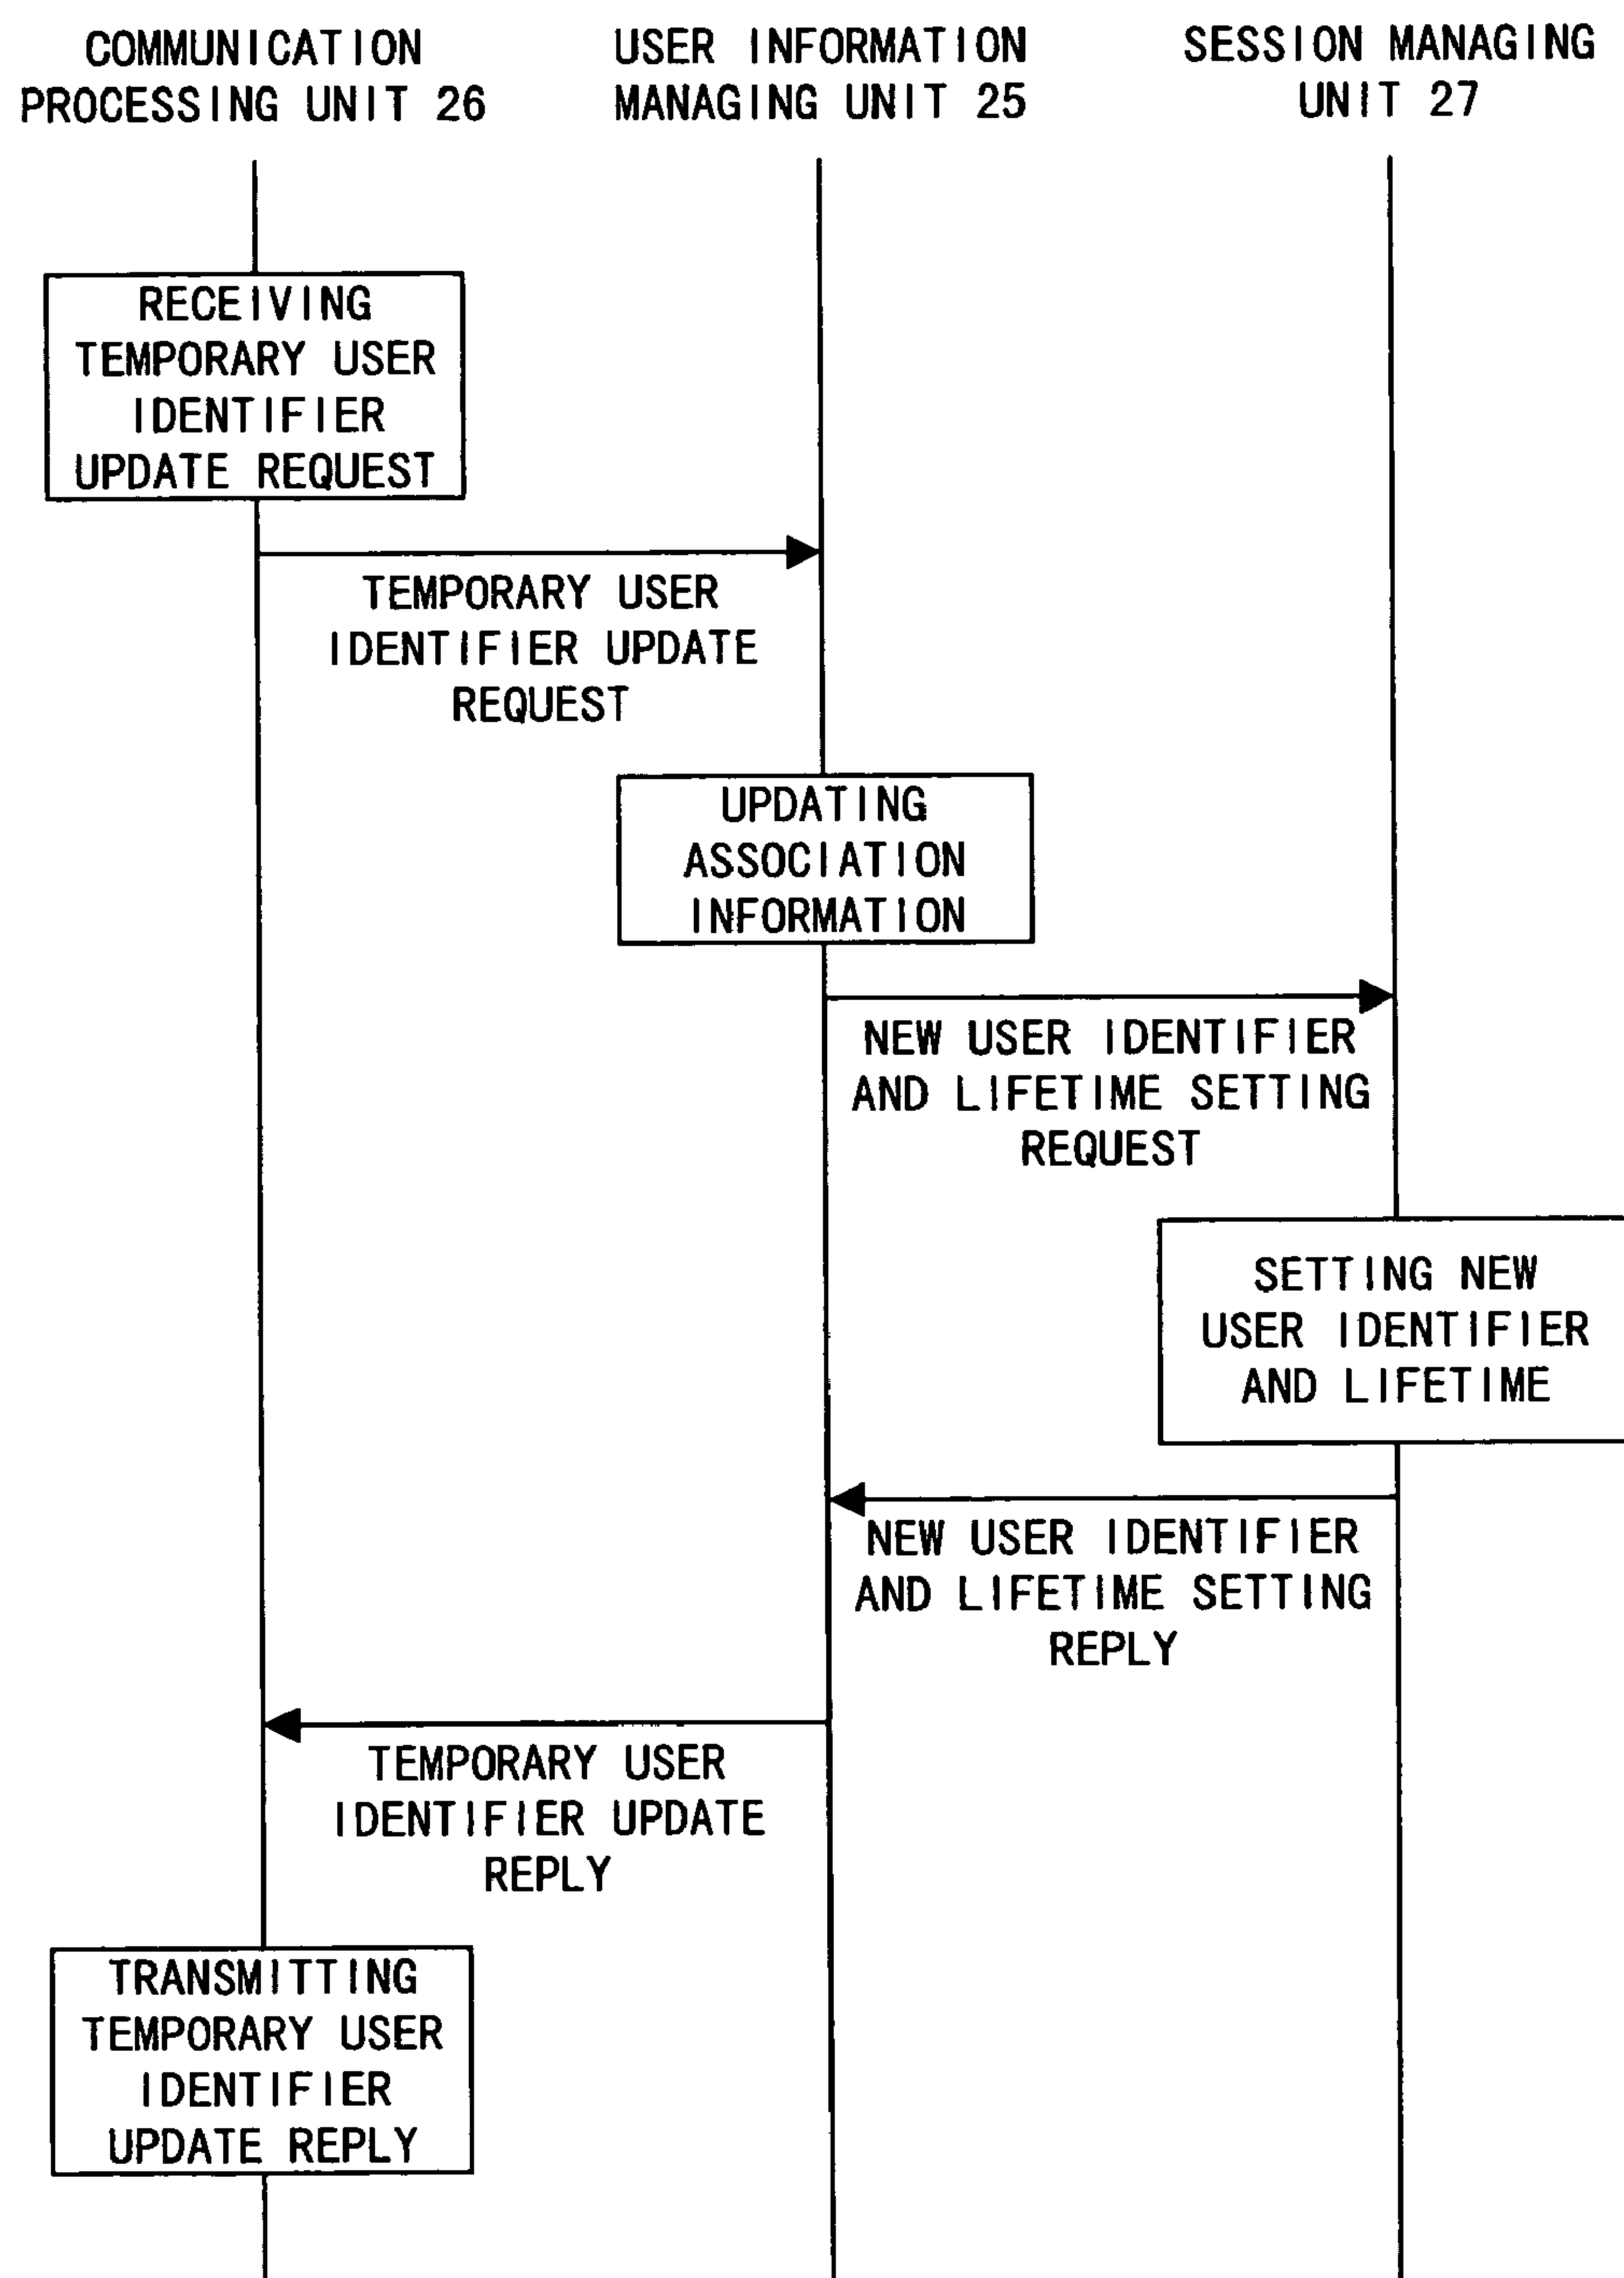 COMMUNICATION
PROCESSING UNIT 26
USER INFORMATION
MANAGING UNIT 25
SESSION MANAGING
UNIT 27
RECEIVING
TEMPORARY USER
IDENTIFIER
UPDATE REQUEST
TEMPORARY USER
IDENTIFIER UPDATE
REQUEST
UPDATING
ASSOCIATION
INFORMATION
NEW USER IDENTIFIER
AND LIFETIME SETTING
REQUEST
SETTING NEW
USER IDENTIFIER
AND LIFETIME
NEW USER IDENTIFIER
AND LIFETIME SETTING
REPLY
TEMPORARY USER
IDENTIFIER UPDATE
REPLY
TRANSMITTING
TEMPORARY USER
IDENTIFIER
UPDATE REPLY